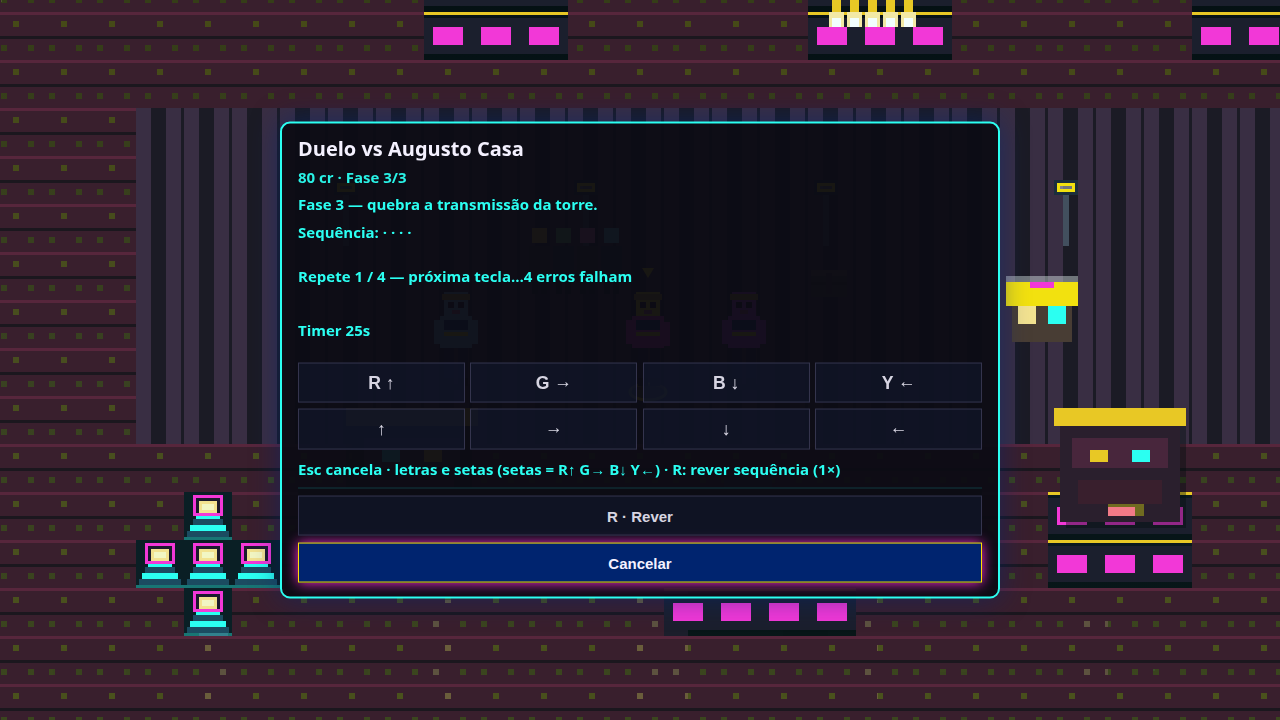 Duelo vs Augusto Casa
80 cr · Fase 3/3
Fase 3 — quebra a transmissão da torre.
Sequência: · · · ·
Repete 1 / 4 — próxima tecla...4 erros falham
Timer 25s
R ↑ G → B ↓ Y ←
↑ → ↓ ←
Esc cancela · letras e setas (setas = R↑ G→ B↓ Y←) · R: rever sequência (1×)
R · Rever
Cancelar